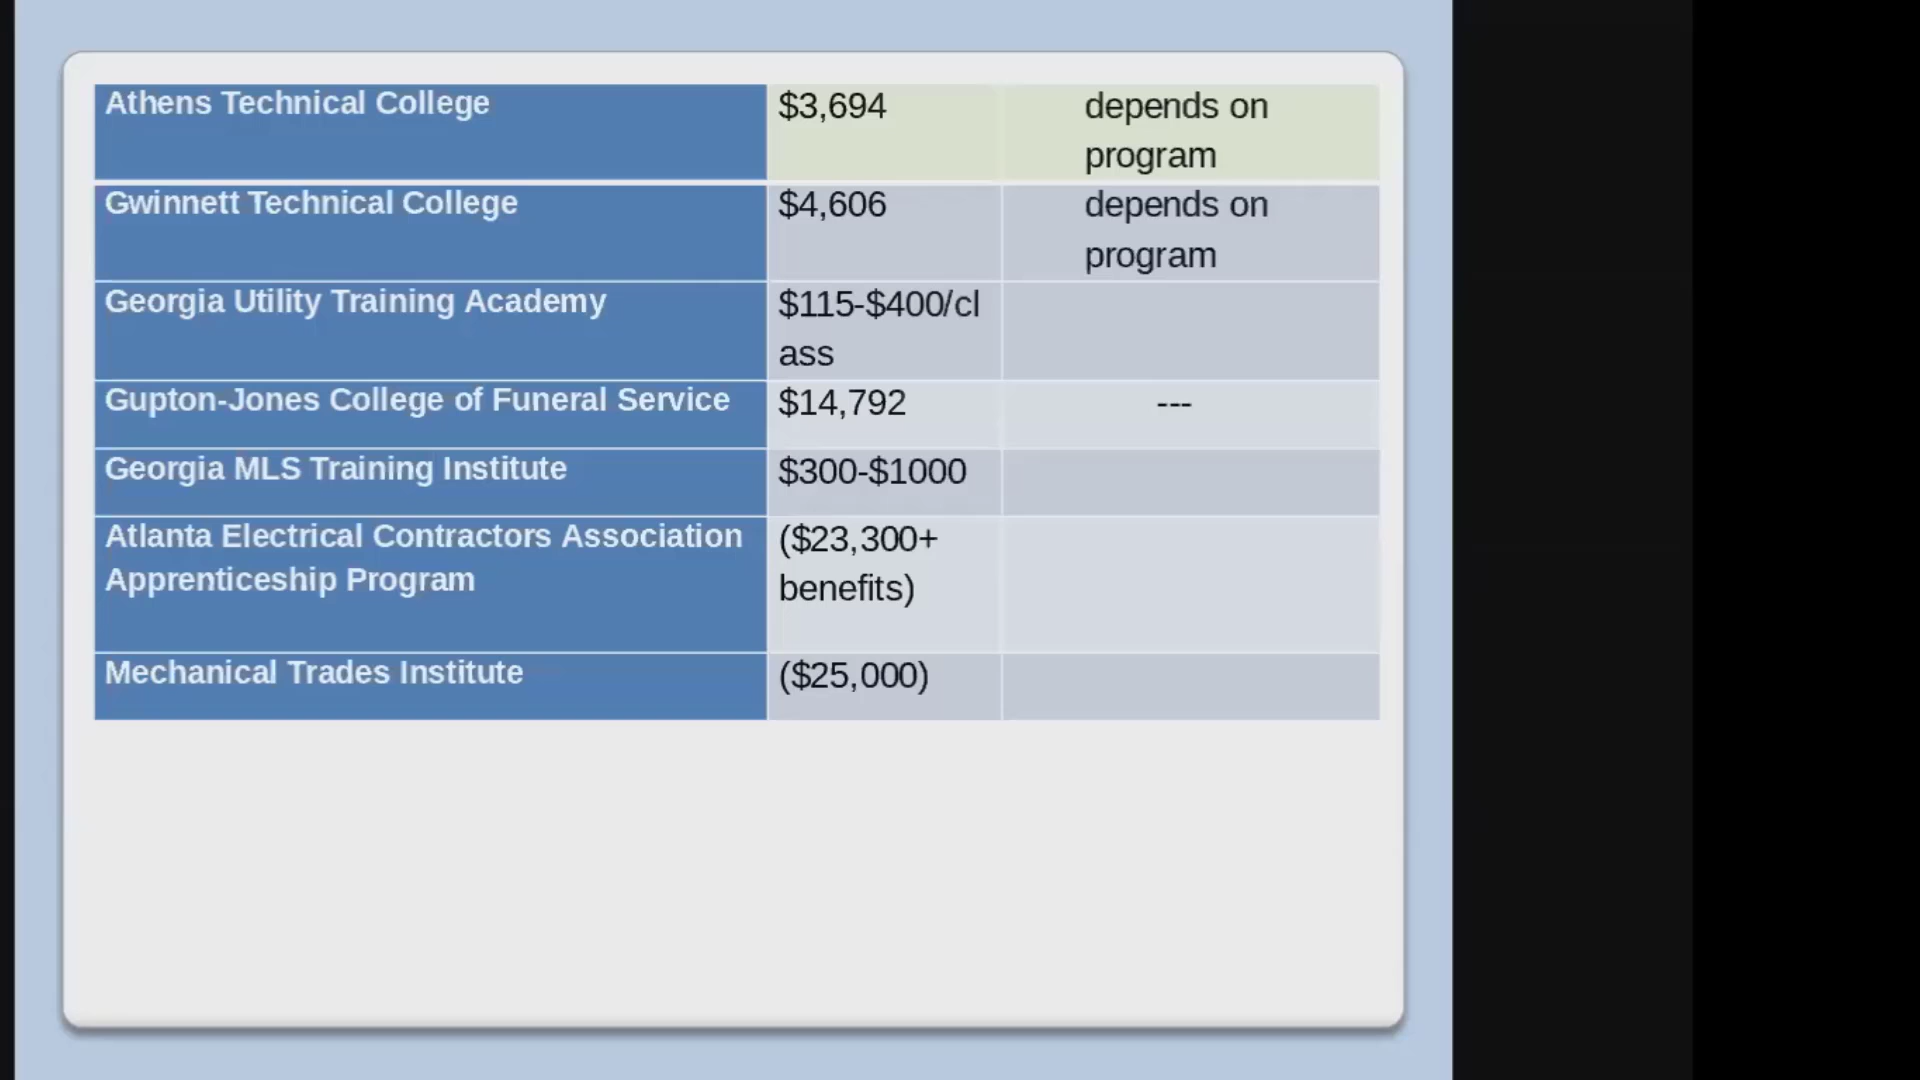 Athens Technical College $3,694 depends on
program
Gwinnett Technical College $4,606 depends on
program
Georgia Utility Training Academy $115-$400/cl
ass
Gupton-Jones College of Funeral Service $14,792 ---
Georgia MLS Training Institute $300-$1000
Atlanta Electrical Contractors Association ($23,300+
Apprenticeship Program benefits)
Mechanical Trades Institute ($25,000)